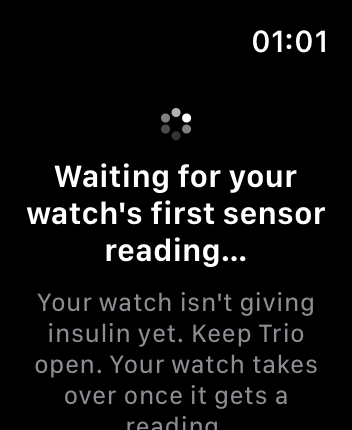 01:01
Waiting for your
watch's first sensor
reading...
Your watch isn't giving
insulin yet. Keep Trio
open. Your watch takes
over once it gets a
reading